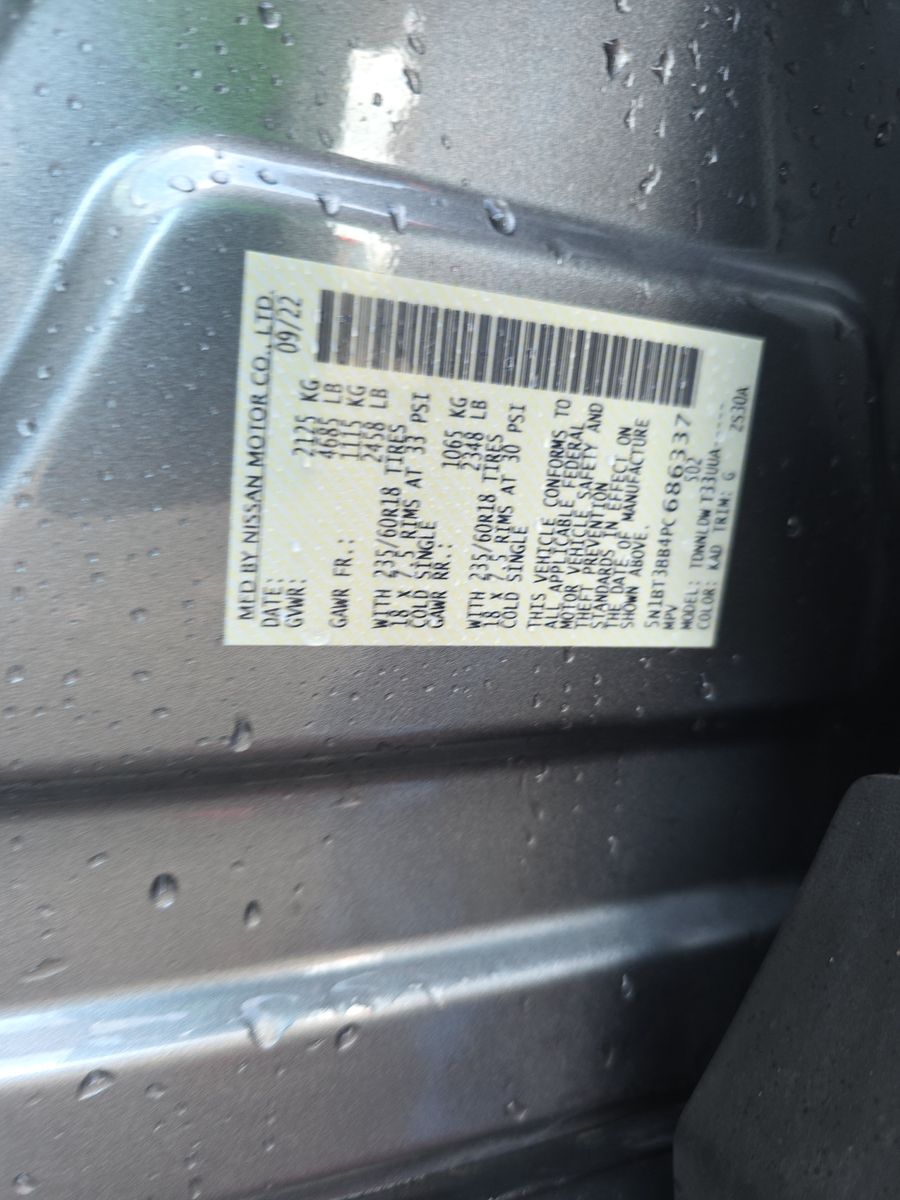 MFD BY NISSAN MOTOR CO., LTD.
DATE: 09/22
GVWR: 2125 KG
4685 LB
GAWR FR.: 1115 KG
2458 LB
WITH 235/60R18 TIRES
18 X 7.5 RIMS AT 33 PSI
COLD SINGLE
GAWR RR.: 1065 KG
2348 LB
WITH 235/60R18 TIRES
18 X 7.5 RIMS AT 30 PSI
COLD SINGLE
THIS VEHICLE CONFORMS TO
ALL APPLICABLE FEDERAL
MOTOR VEHICLE SAFETY AND
THEFT PREVENTION
STANDARDS IN EFFECT ON
THE DATE OF MANUFACTURE
SHOWN ABOVE.
5N1BT3BB4PC686337
MPV S02
MODEL: TDNNLDW T33UUA-----
COLOR: KAD TRIM: G ZS30A